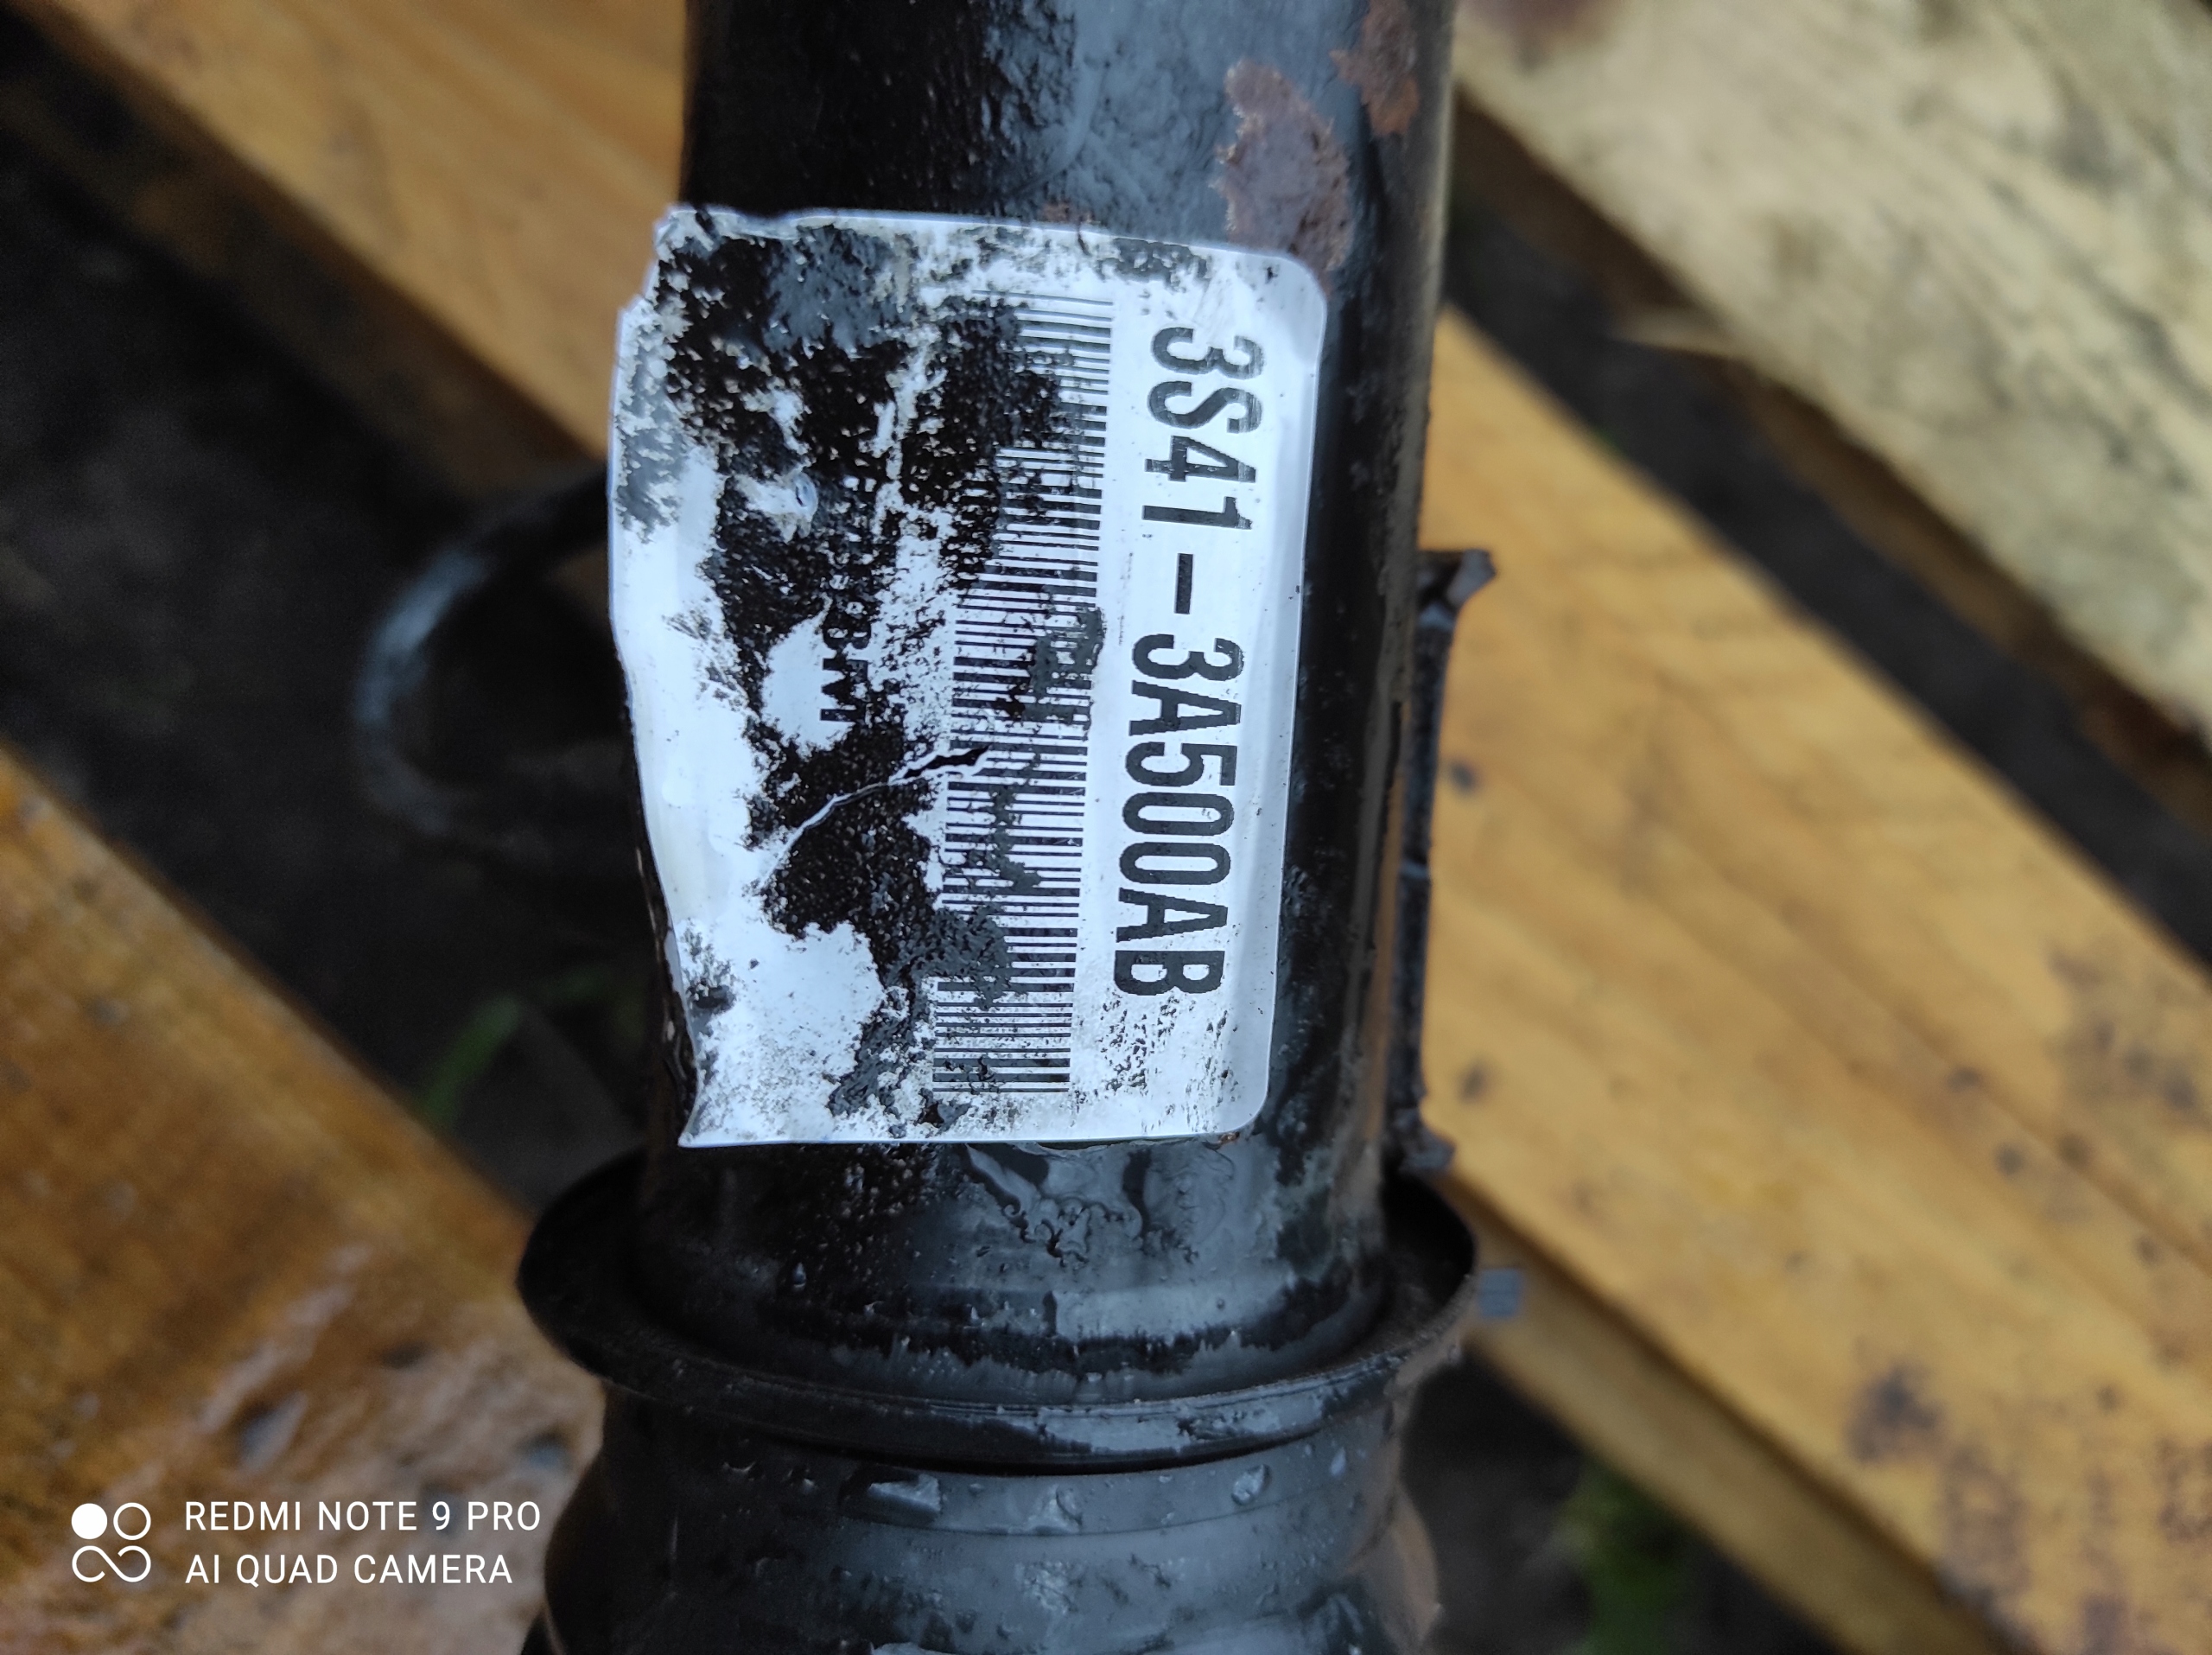 3S41-3A500AB
REDMI NOTE 9 PRO
AI QUAD CAMERA